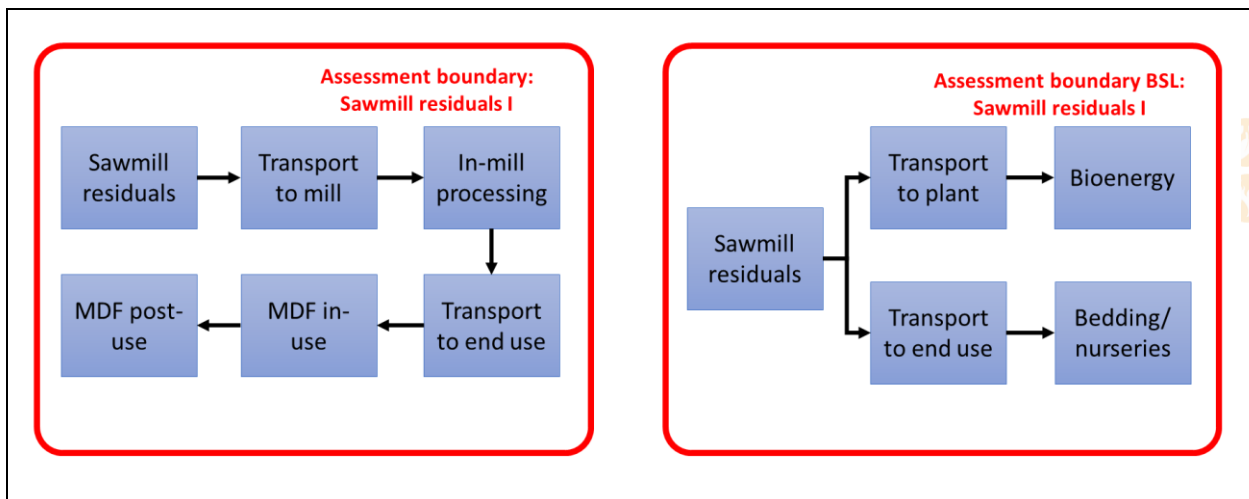 Assessment boundary:
Sawmill residuals I
Sawmill
residuals
Transport
to mill
In-mill
processing
MDF post-
use
MDF in-
use
Transport
to end use
Assessment boundary BSL:
Sawmill residuals I
Sawmill
residuals
Transport
to plant
Bioenergy
Transport
to end use
Bedding/
nurseries